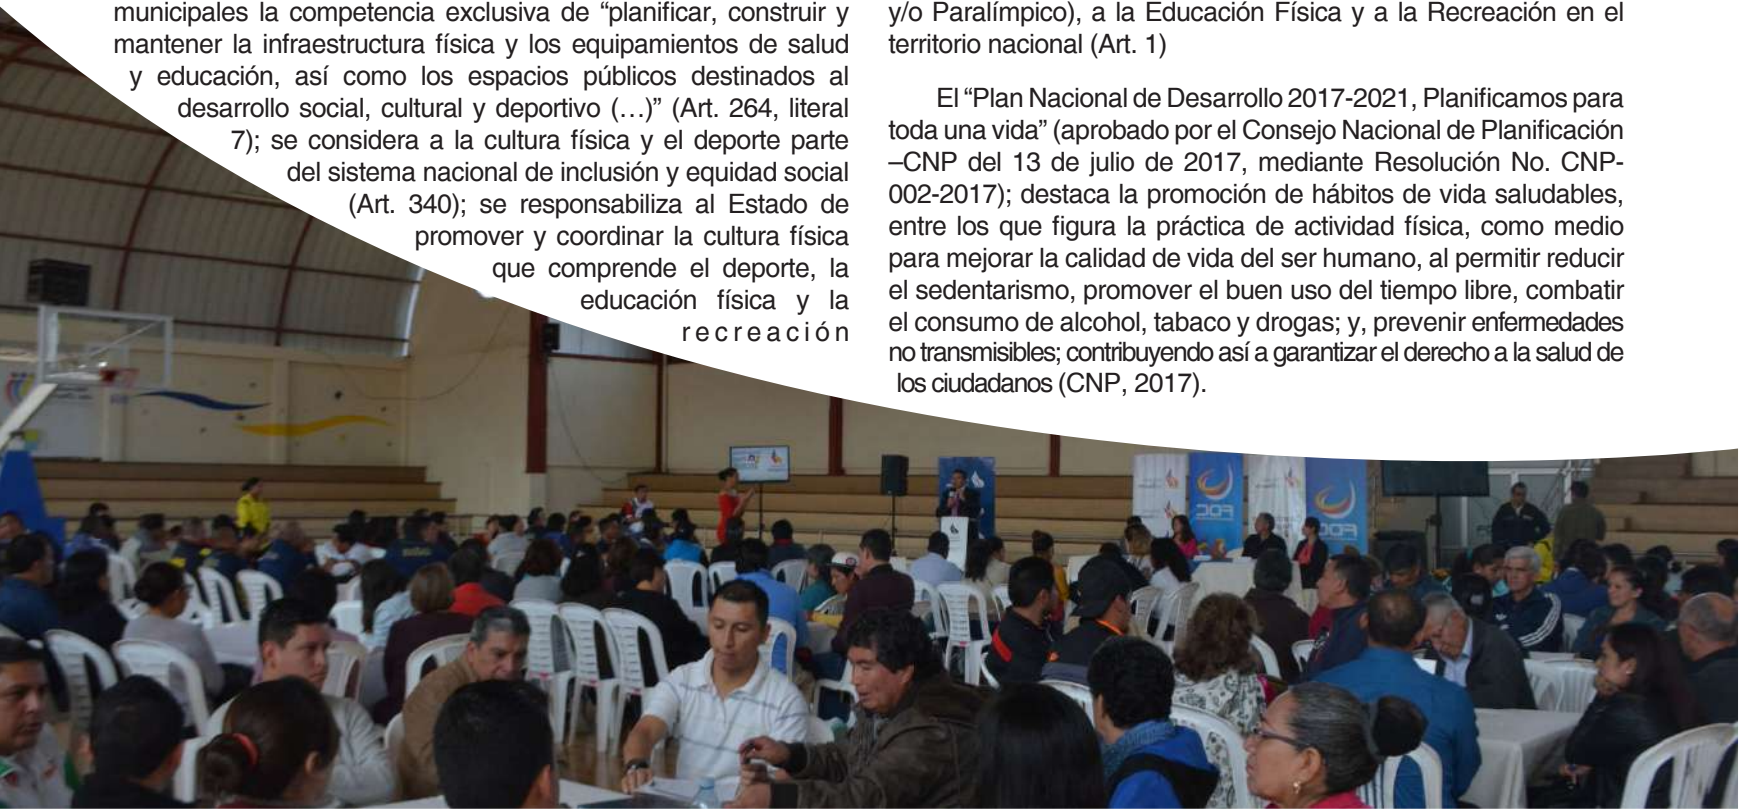 municipales la competencia exclusiva de “planificar, construir y
mantener la infraestructura física y los equipamientos de salud
y educación, así como los espacios públicos destinados al
desarrollo social, cultural y deportivo (…)” (Art. 264, literal
7); se considera a la cultura física y el deporte parte
del sistema nacional de inclusión y equidad social
(Art. 340); se responsabiliza al Estado de
promover y coordinar la cultura física
que comprende el deporte, la
educación física y la
recreación
y/o Paralímpico), a la Educación Física y a la Recreación en el
territorio nacional (Art. 1)
El “Plan Nacional de Desarrollo 2017-2021, Planificamos para
toda una vida” (aprobado por el Consejo Nacional de Planificación
–CNP del 13 de julio de 2017, mediante Resolución No. CNP-
002-2017); destaca la promoción de hábitos de vida saludables,
entre los que figura la práctica de actividad física, como medio
para mejorar la calidad de vida del ser humano, al permitir reducir
el sedentarismo, promover el buen uso del tiempo libre, combatir
el consumo de alcohol, tabaco y drogas; y, prevenir enfermedades
no transmisibles; contribuyendo así a garantizar el derecho a la salud de
los ciudadanos (CNP, 2017).